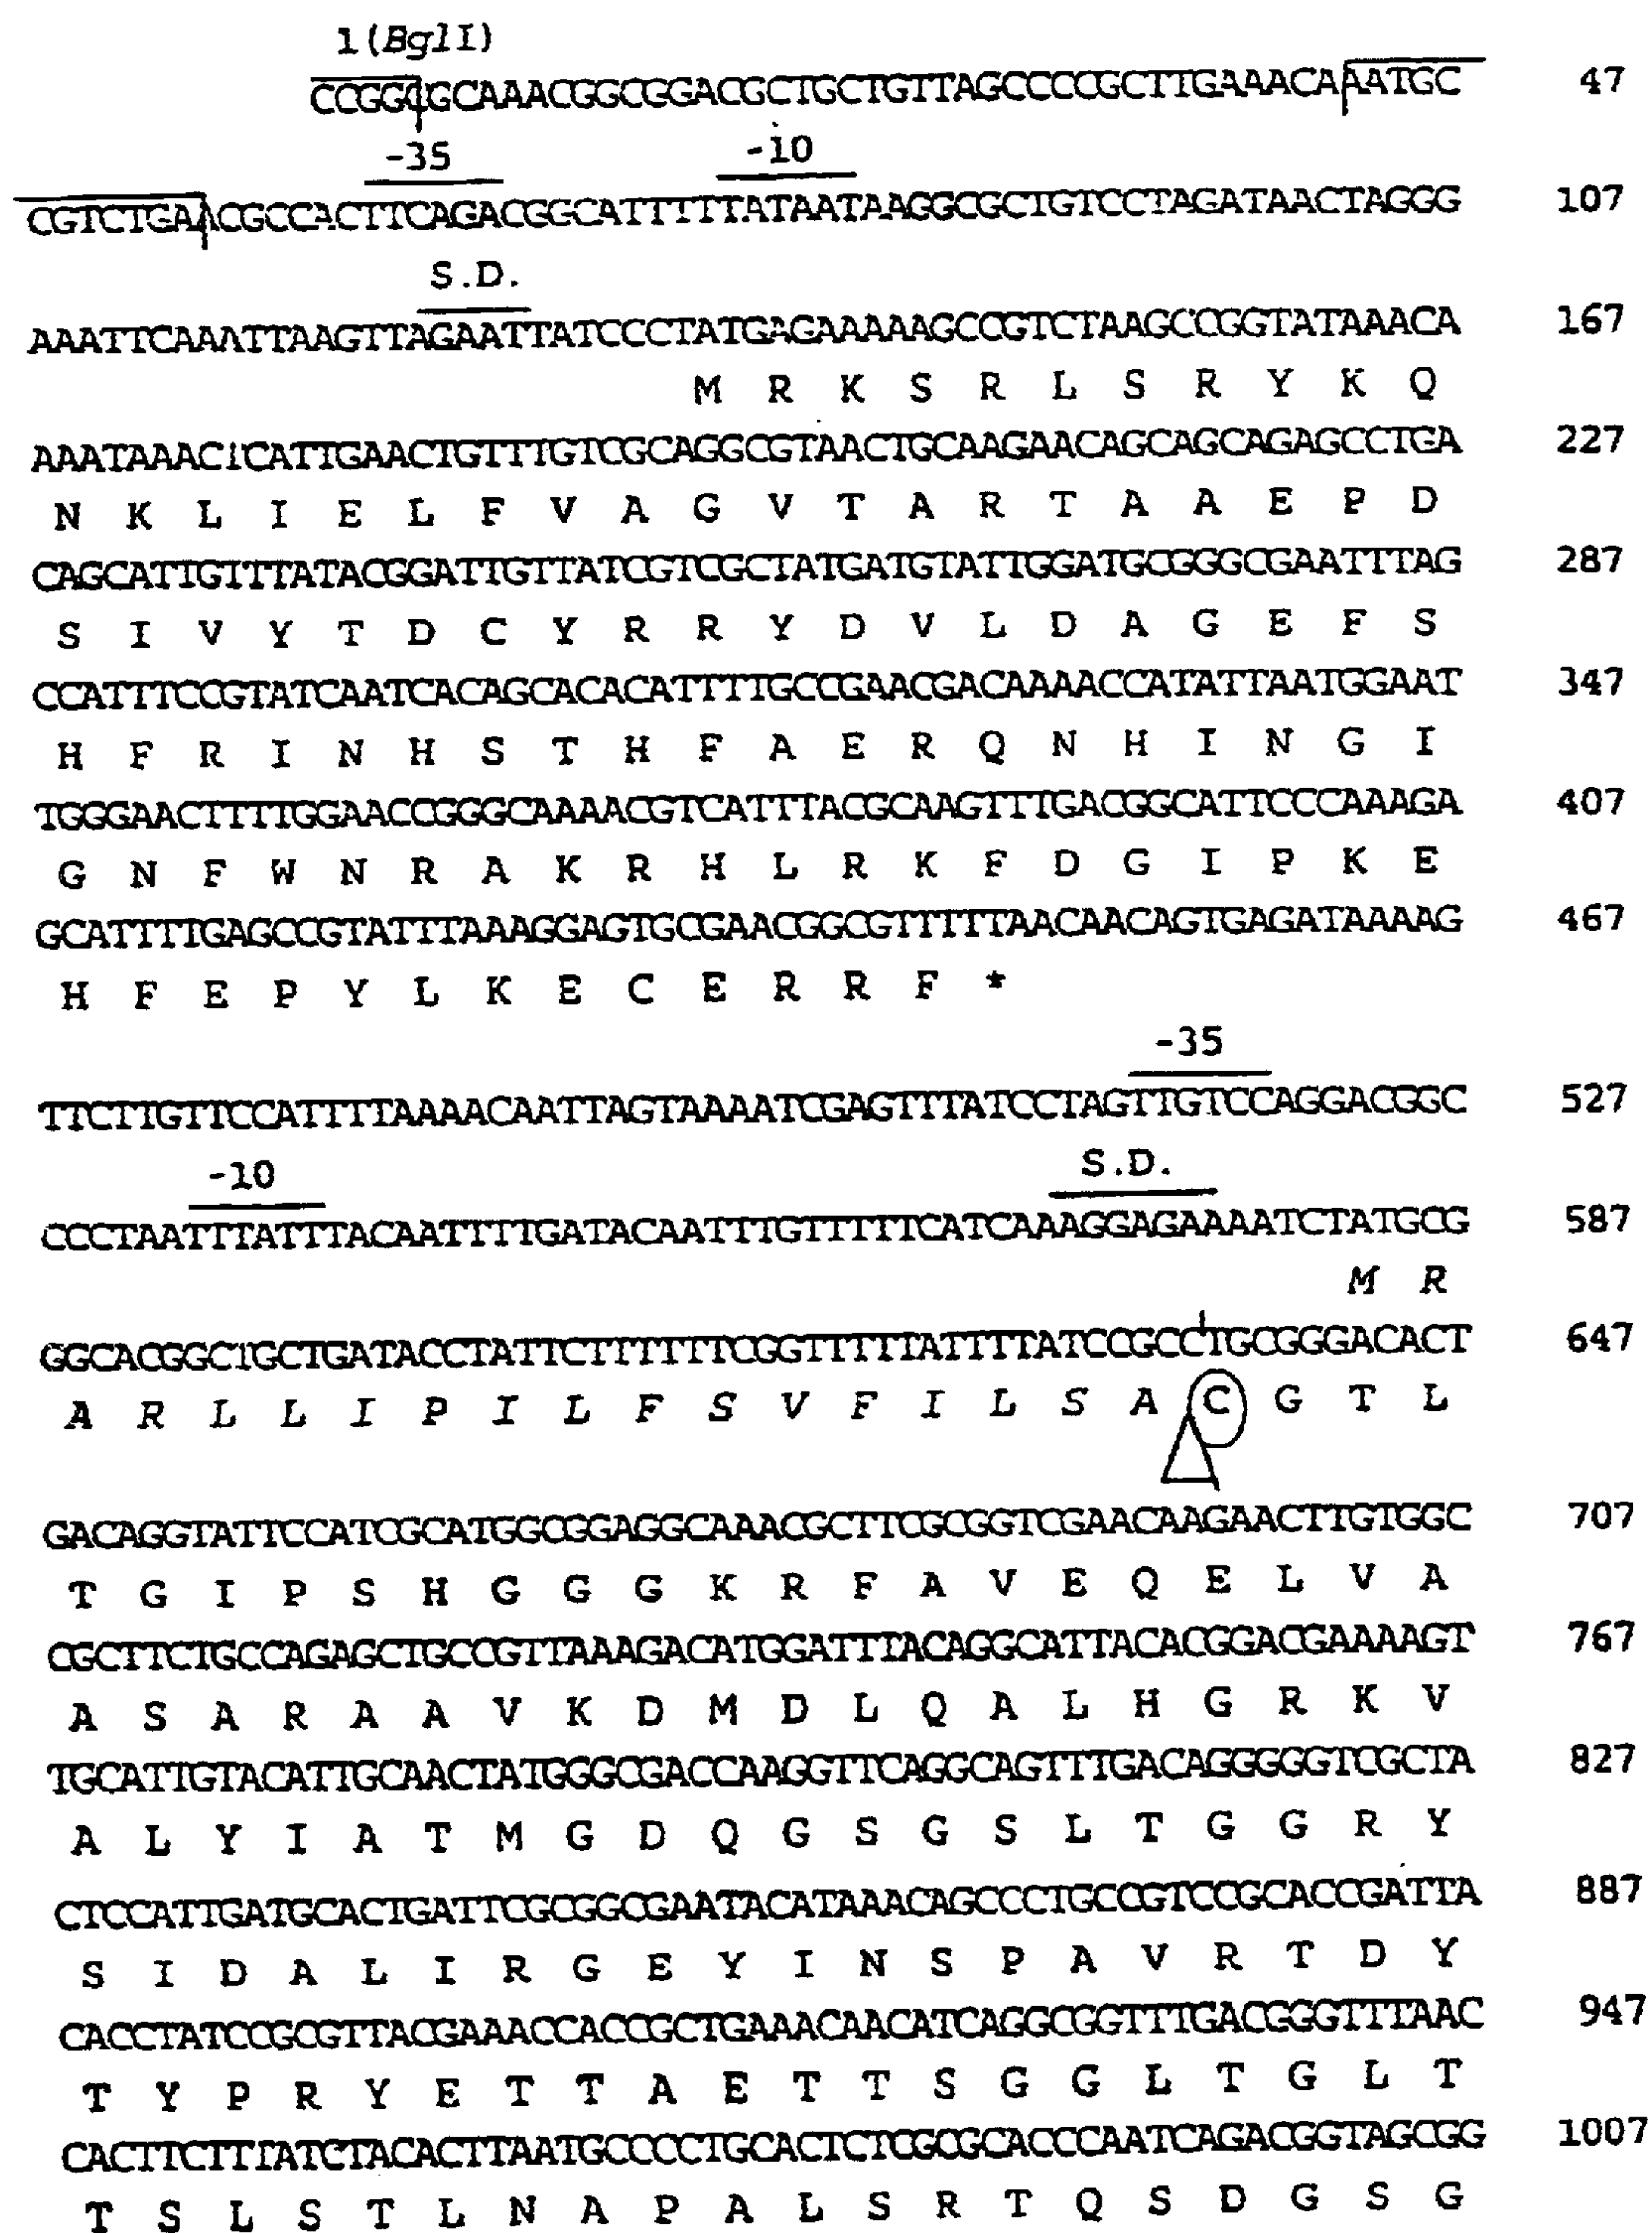 1(BglI)
CCGGCGCAAACGGCGGACGCTGCTGTTAGCCCCCGCTTGAAACAAATGC 47
-35 -10
CGTCTGAACGCCACTTCAGACGGCATTTTTATAATAAGGCGCTGTCCTAGATAACTAGGG 107
S.D.
AAATTCAAATTAAGTTAGAATTATCCCTATGAGAAAAAGCCGTCTAAGCCGGTATAAACA 167
M R K S R L S R Y K Q
AAATAAACTCATTGAACTGTTTGTCGCAGGCGTAACTGCAAGAACAGCAGCAGAGCCTGA 227
N K L I E L F V A G V T A R T A A E P D
CAGCATTGTTTATACGGATTGTTATCGTCGCTATGATGTATTGGATGCGGGCGAATTTAG 287
S I V Y T D C Y R R Y D V L D A G E F S
CCATTTCCGTATCAATCACAGCACACATTTTGCCGAACGACAAAACCATATTAATGGAAT 347
H F R I N H S T H F A E R Q N H I N G I
TGGGAACTTTTGGAACCGGGCAAAACGTCATTTACGCAAGTTTGACGGCATTCCCAAAGA 407
G N F W N R A K R H L R K F D G I P K E
GCATTTTGAGCCGTATTTAAAGGAGTGCGAACGGCGTTTTTAACAACAGTGAGATAAAAG 467
H F E P Y L K E C E R R F *
-35
TTCTTGTTCCATTTTAAAACAATTAGTAAAATCGAGTTTATCCTAGTTGTCCAGGACGGC 527
-10 S.D.
CCCTAATTTATTTACAATTTTGATACAATTTGTTTTTCATCAAAGGAGAAAATCTATGCG 587
M R
GGCACGGCTGCTGATACCTATTCTTTTTTCGGTTTTTATTTTATCCGCCTGCGGGACACT 647
A R L L I P I L F S V F I L S A C G T L
GACAGGTATTCCATCGCATGGCGGAGGCAAACGCTTCGCGGTCGAACAAGAACTTGTGGC 707
T G I P S H G G G K R F A V E Q E L V A
CGCTTCTGCCAGAGCTGCCGTTAAAGACATGGATTTACAGGCATTACACGGACGAAAAGT 767
A S A R A A V K D M D L Q A L H G R K V
TGCATTGTACATTGCAACTATGGGCGACCAAGGTTCAGGCAGTTTGACAGGGGGTCGCTA 827
A L Y I A T M G D Q G S G S L T G G R Y
CTCCATTGATGCACTGATTCGCGGCGAATACATAAACAGCCCTGCCGTCCGCACCGATTA 887
S I D A L I R G E Y I N S P A V R T D Y
CACCTATCCGCGTTACGAAACCACCGCTGAAACAACATCAGGCGGTTTGACGGGTTTAAC 947
T Y P R Y E T T A E T T S G G L T G L T
CACTTCTTTATCTACACTTAATGCCCCTGCACTCTCGCGCACCCAATCAGACGGTAGCGG 1007
T S L S T L N A P A L S R T Q S D G S G